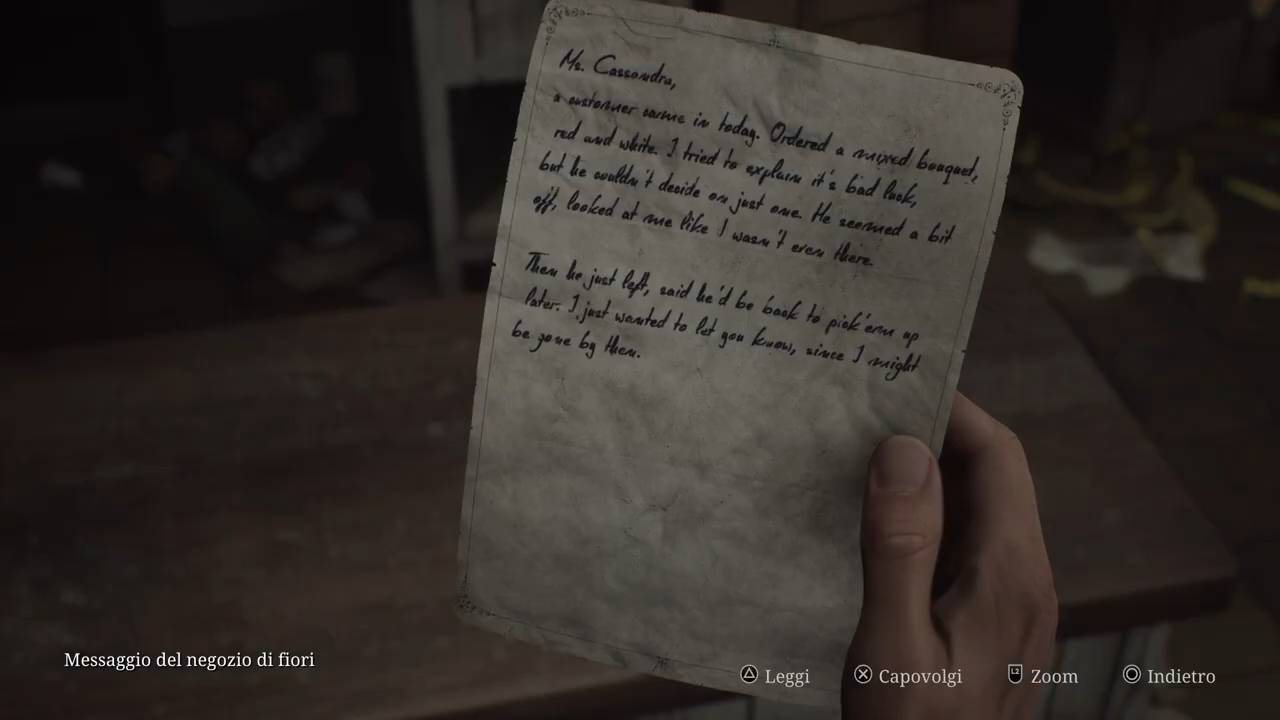 Ms. Cassandra,
a customer came in today. Ordered a mixed bouquet,
red and white. I tried to explain it's bad luck,
but he couldn't decide on just one. He seemed a bit
off, looked at me like I wasn't even there.
Then he just left, said he'd be back to pick'em up
later. I just wanted to let you know, since I might
be gone by then.
Messaggio del negozio di fiori
Leggi
Capovolgi
L2 Zoom
Indietro